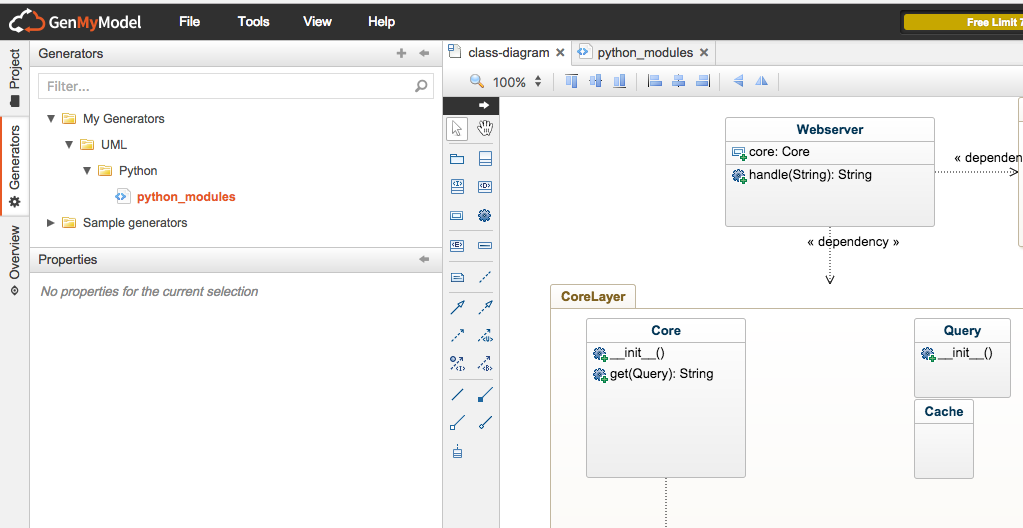 GenMyModel File Tools View Help Free Limit 7
Project
Generators
Overview
Generators
Filter...
My Generators
UML
Python
python_modules
Sample generators
Properties
No properties for the current selection
class-diagram python_modules
100%
Webserver
core: Core
handle(String): String
« dependen
« dependency »
CoreLayer
Core
__init__()
get(Query): String
Query
__init__()
Cache